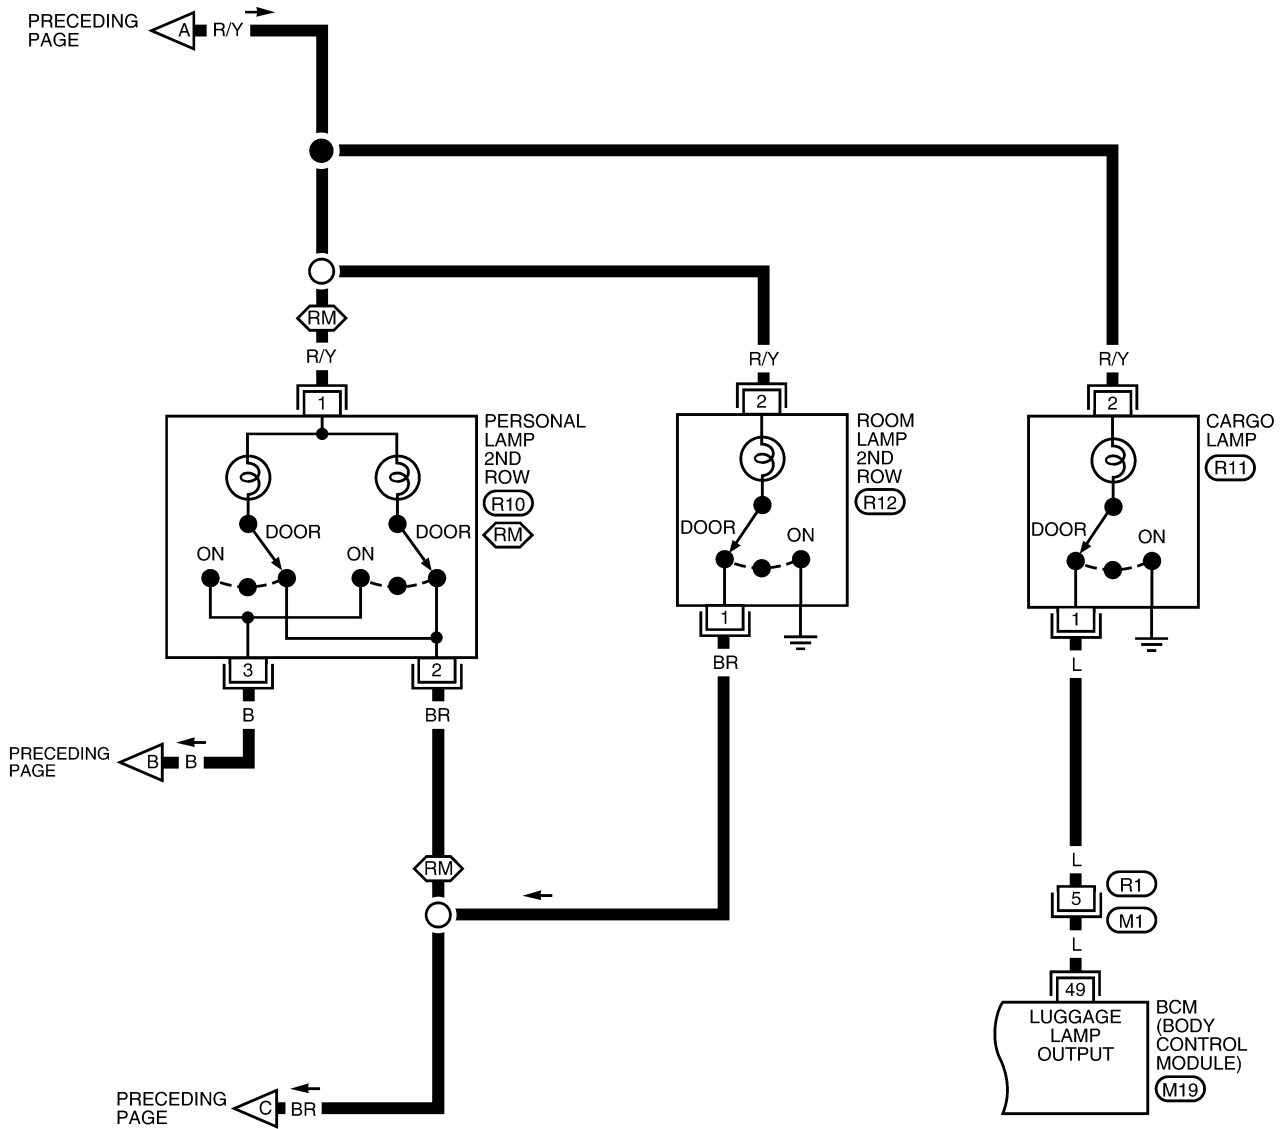 PRECEDING
PAGE
A
R/Y
RM
R/Y
R/Y
R/Y
1
2
2
PERSONAL
LAMP
2ND
ROW
R10
RM
ROOM
LAMP
2ND
ROW
R12
CARGO
LAMP
R11
DOOR
DOOR
ON
ON
DOOR
ON
DOOR
ON
3
2
1
1
B
BR
BR
L
PRECEDING
PAGE
B
B
RM
L
5
R1
M1
L
49
LUGGAGE
LAMP
OUTPUT
BCM
(BODY
CONTROL
MODULE)
M19
PRECEDING
PAGE
C
BR